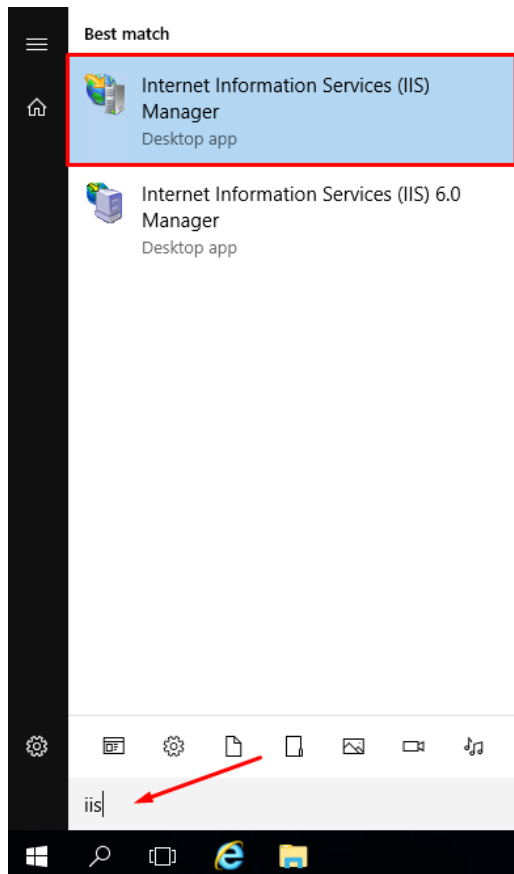 Best match
Internet Information Services (IIS)
Manager
Desktop app
Internet Information Services (IIS) 6.0
Manager
Desktop app
iis